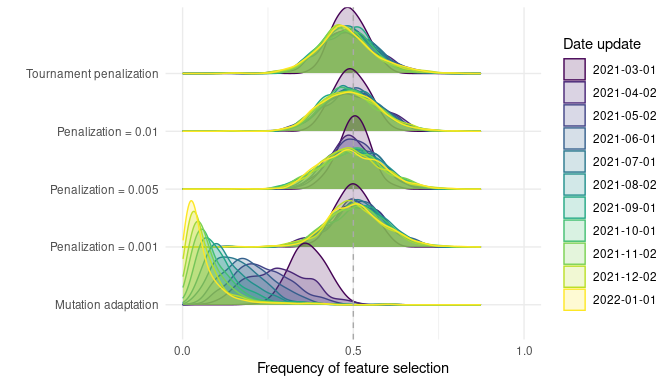 Tournament penalization
Penalization = 0.01
Penalization = 0.005
Penalization = 0.001
Mutation adaptation
0.0
0.5
1.0
Frequency of feature selection
Date update
2021-03-01
2021-04-02
2021-05-02
2021-06-01
2021-07-01
2021-08-02
2021-09-01
2021-10-01
2021-11-02
2021-12-02
2022-01-01